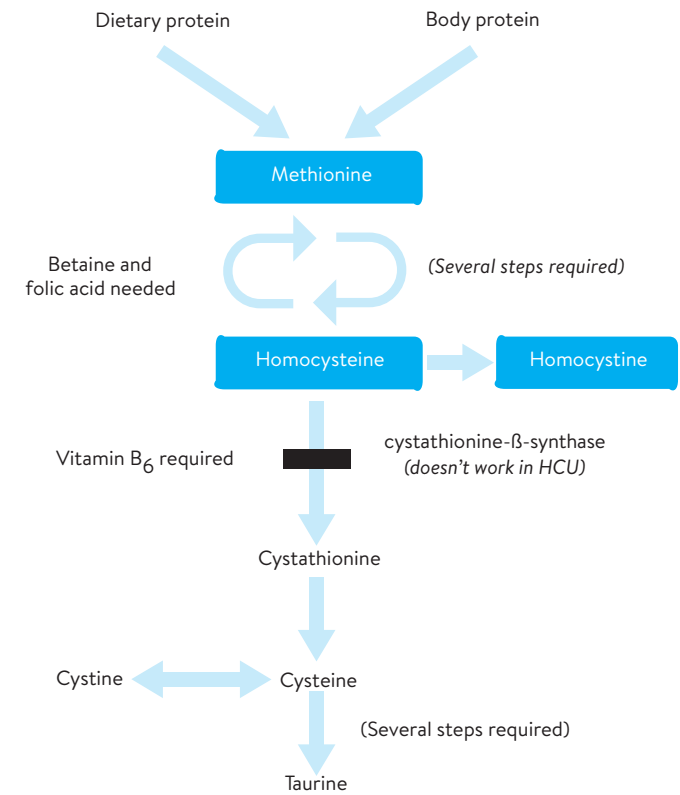 Dietary protein
Body protein
Methionine
Betaine and
folic acid needed
(Several steps required)
Homocysteine
Homocystine
Vitamin B6 required
cystathionine-ß-synthase
(doesn't work in HCU)
Cystathionine
Cystine
Cysteine
(Several steps required)
Taurine